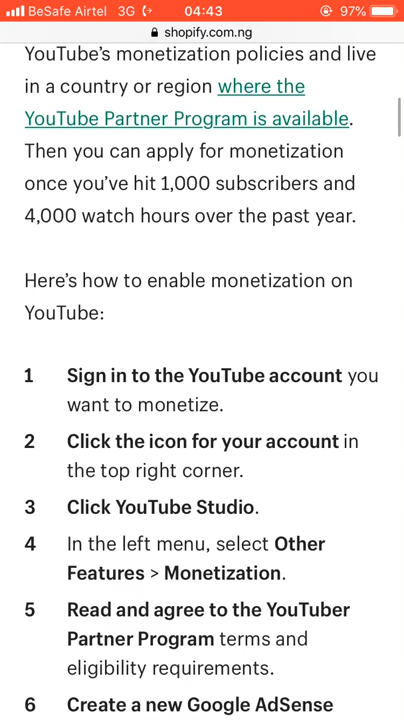 BeSafe Airtel 3G 04:43 97%
shopify.com.ng
YouTube’s monetization policies and live
in a country or region where the
YouTube Partner Program is available.
Then you can apply for monetization
once you’ve hit 1,000 subscribers and
4,000 watch hours over the past year.
Here’s how to enable monetization on
YouTube:
1 Sign in to the YouTube account you
want to monetize.
2 Click the icon for your account in
the top right corner.
3 Click YouTube Studio.
4 In the left menu, select Other
Features > Monetization.
5 Read and agree to the YouTuber
Partner Program terms and
eligibility requirements.
6 Create a new Google AdSense